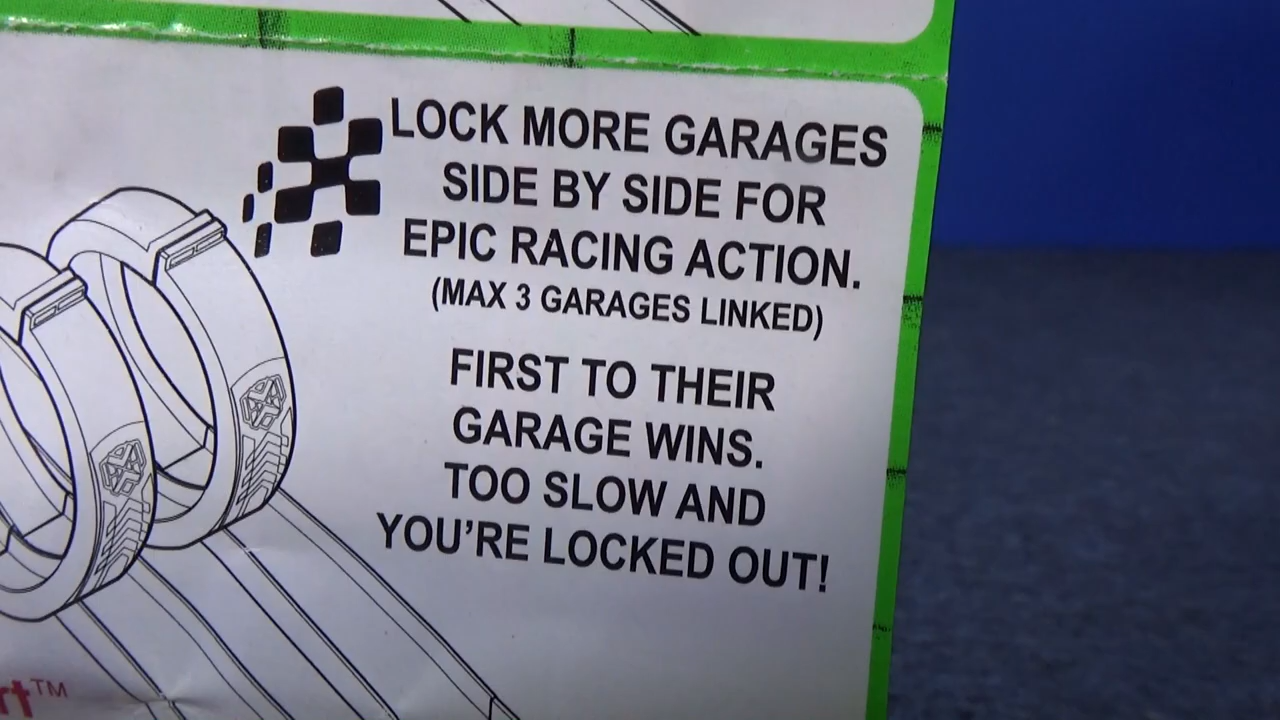 LOCK MORE GARAGES
SIDE BY SIDE FOR
EPIC RACING ACTION.
(MAX 3 GARAGES LINKED)
FIRST TO THEIR
GARAGE WINS.
TOO SLOW AND
YOU'RE LOCKED OUT!